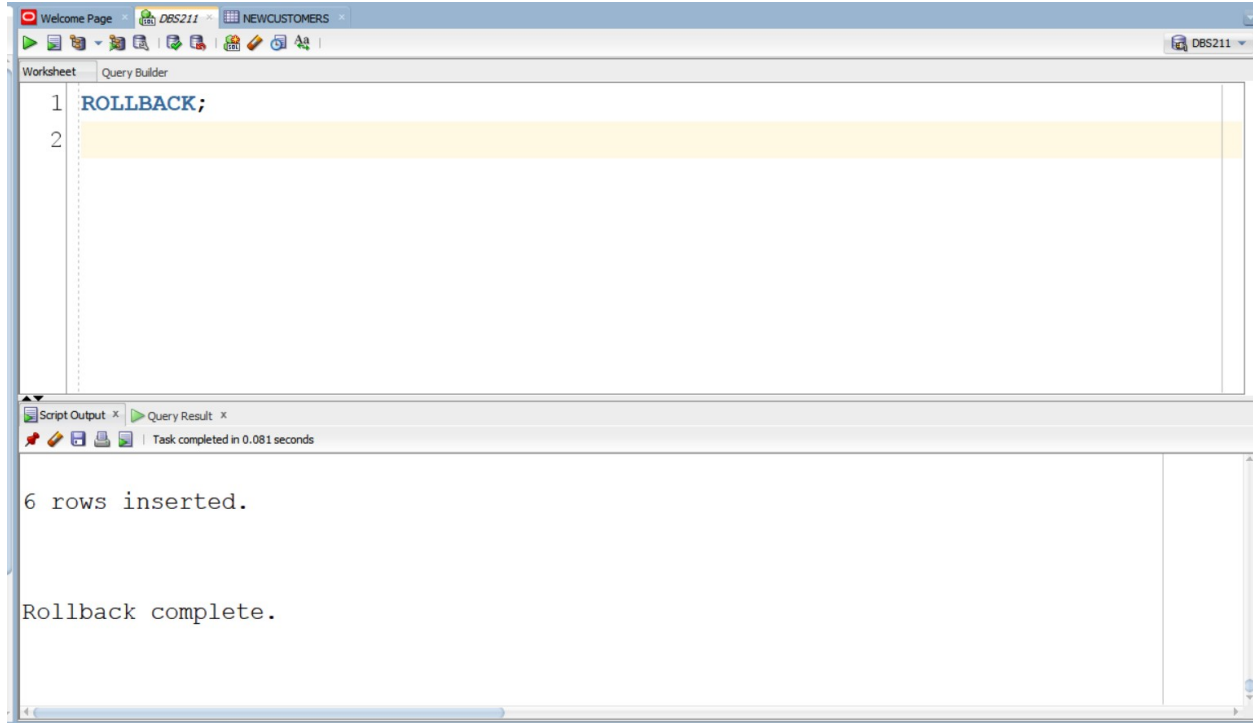 Welcome Page DBS211 NEWCUSTOMERS
DBS211
Worksheet Query Builder
1 ROLLBACK;
2
Script Output x Query Result x
Task completed in 0.081 seconds
6 rows inserted.
Rollback complete.